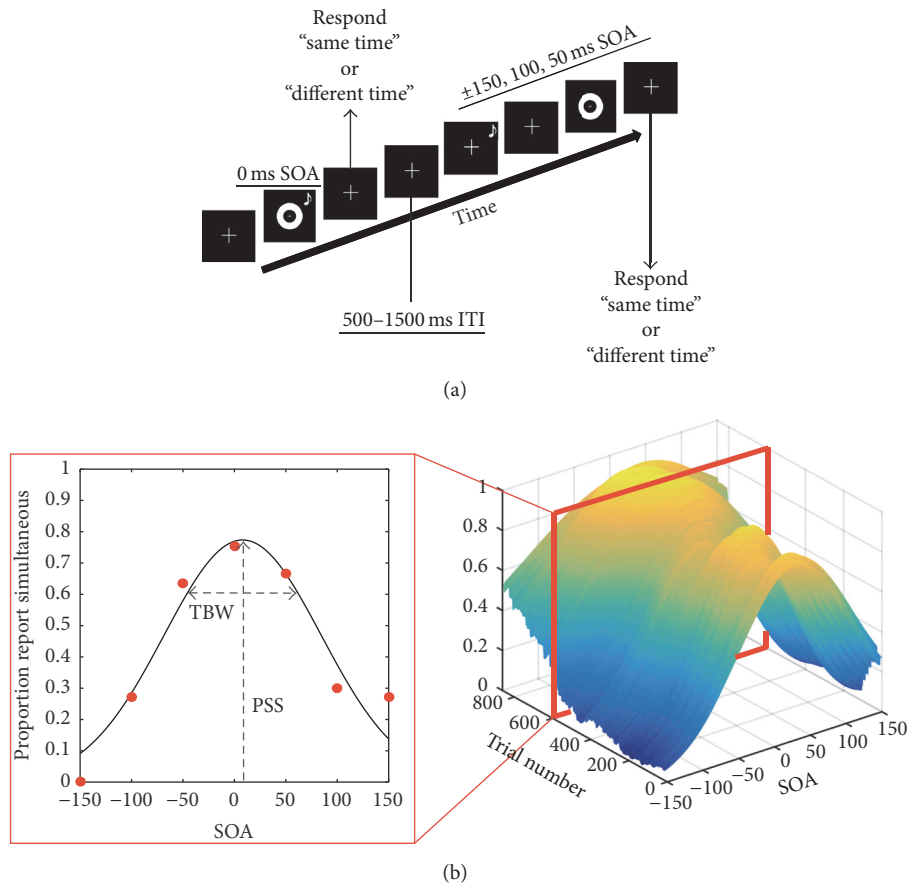 Respond
“same time”
or
“different time”
±150, 100, 50 ms SOA
0 ms SOA
Time
500–1500 ms ITI
Respond
“same time”
or
“different time”
(a)
Proportion report simultaneous
1
0.9
0.8
0.7
0.6
0.5
0.4
0.3
0.2
0.1
0
TBW
PSS
−150 −100 −50 0 50 100 150
SOA
1
0.8
0.6
0.4
0.2
0
800
600
400
200
0
Trial number
−150
−100
−50
0
50
100
150
SOA
(b)